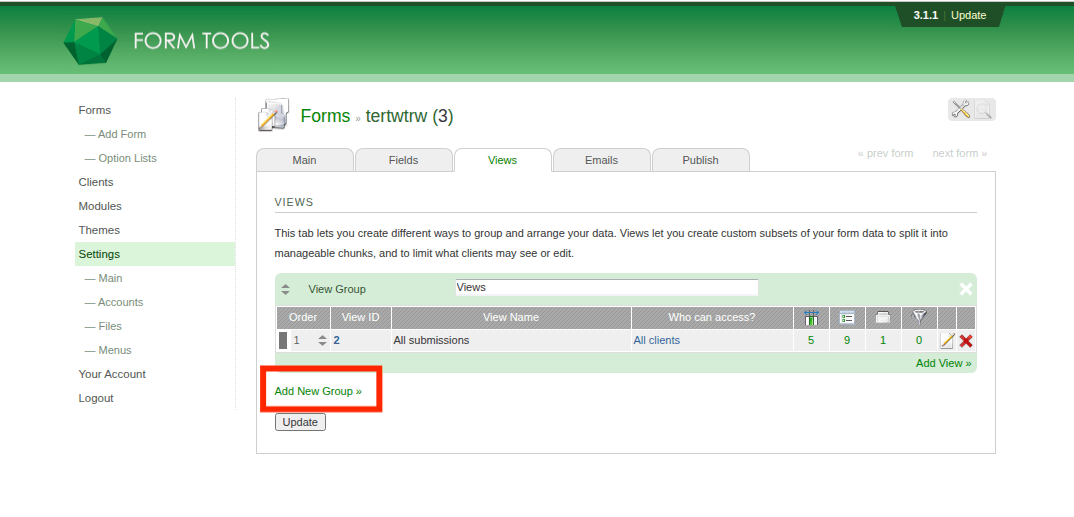 3.1.1 | Update
FORM TOOLS
Forms
— Add Form
— Option Lists
Clients
Modules
Themes
Settings
— Main
— Accounts
— Files
— Menus
Your Account
Logout
Forms » tertwtrw (3)
Main Fields Views Emails Publish
« prev form next form »
VIEWS
This tab lets you create different ways to group and arrange your data. Views let you create custom subsets of your form data to split it into
manageable chunks, and to limit what clients may see or edit.
View Group Views
Order View ID View Name Who can access?
1 2 All submissions All clients 5 9 1 0
Add View »
Add New Group »
Update